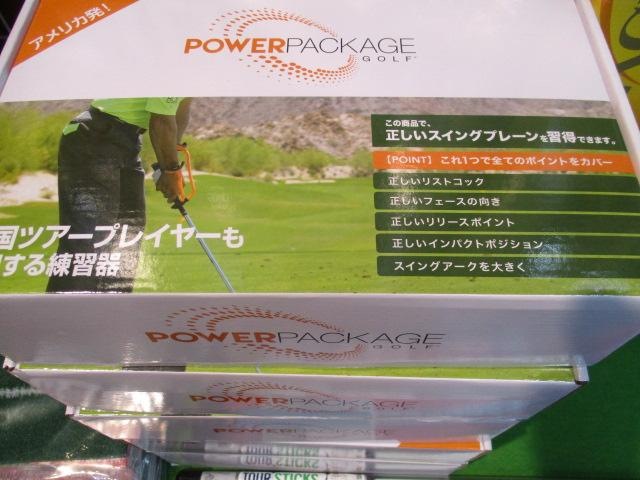 アメリカ発!
POWERPACKAGE
GOLF
この商品で、
正しいスイングプレーンを習得できます。
【POINT】これ1つで全てのポイントをカバー
正しいリストコック
正しいフェースの向き
正しいリリースポイント
正しいインパクトポジション
スイングアークを大きく
国ツアープレイヤーも
する練習器
POWERPACKAGE
GOLF
POWERPACKAGE
GOLF
POWERPACKAGE
TOUR STICKS
TOUR STICKS